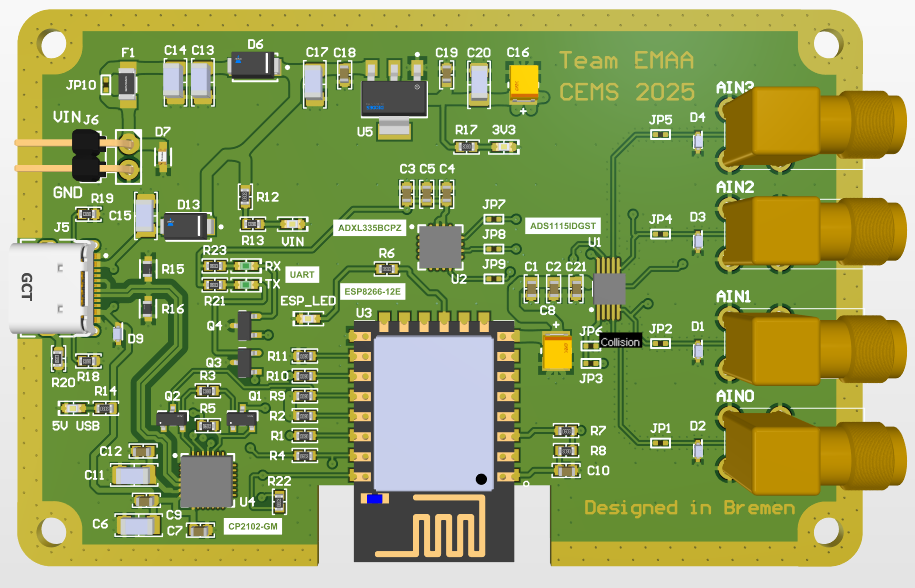 F1
C14 C13
D6
C17 C18
C19 C20 C16
Team EMAA
CEMS 2025
JP10
U5
+
AIN3
VIN J6
D7
R17 3V3
JP5 D4
GND
R19
C15
D13
R12
C3 C5 C4
AIN2
J5
R13 VIN
ADXL335BCPZ
JP7
JP8
JP9
ADS1115IDGST
U1
JP4 D3
GCT
R15
R16
R23
RX
TX
R21
UART
R6
U2
ESP8266-12E
C1 C2 C21
ESP_LED
U3
C8
+
AIN1
D9
Q4
Q3
R11
R10
JP6
Collision
JP3
JP2 D1
R20 R18
R14
5V USB
R3
Q2 Q1
R5
R9
R2
R1
R4
AIN0
R7
R8
C10
JP1 D2
C12
C11
C9
C6
C7
U4
R22
CP2102-GM
Designed in Bremen